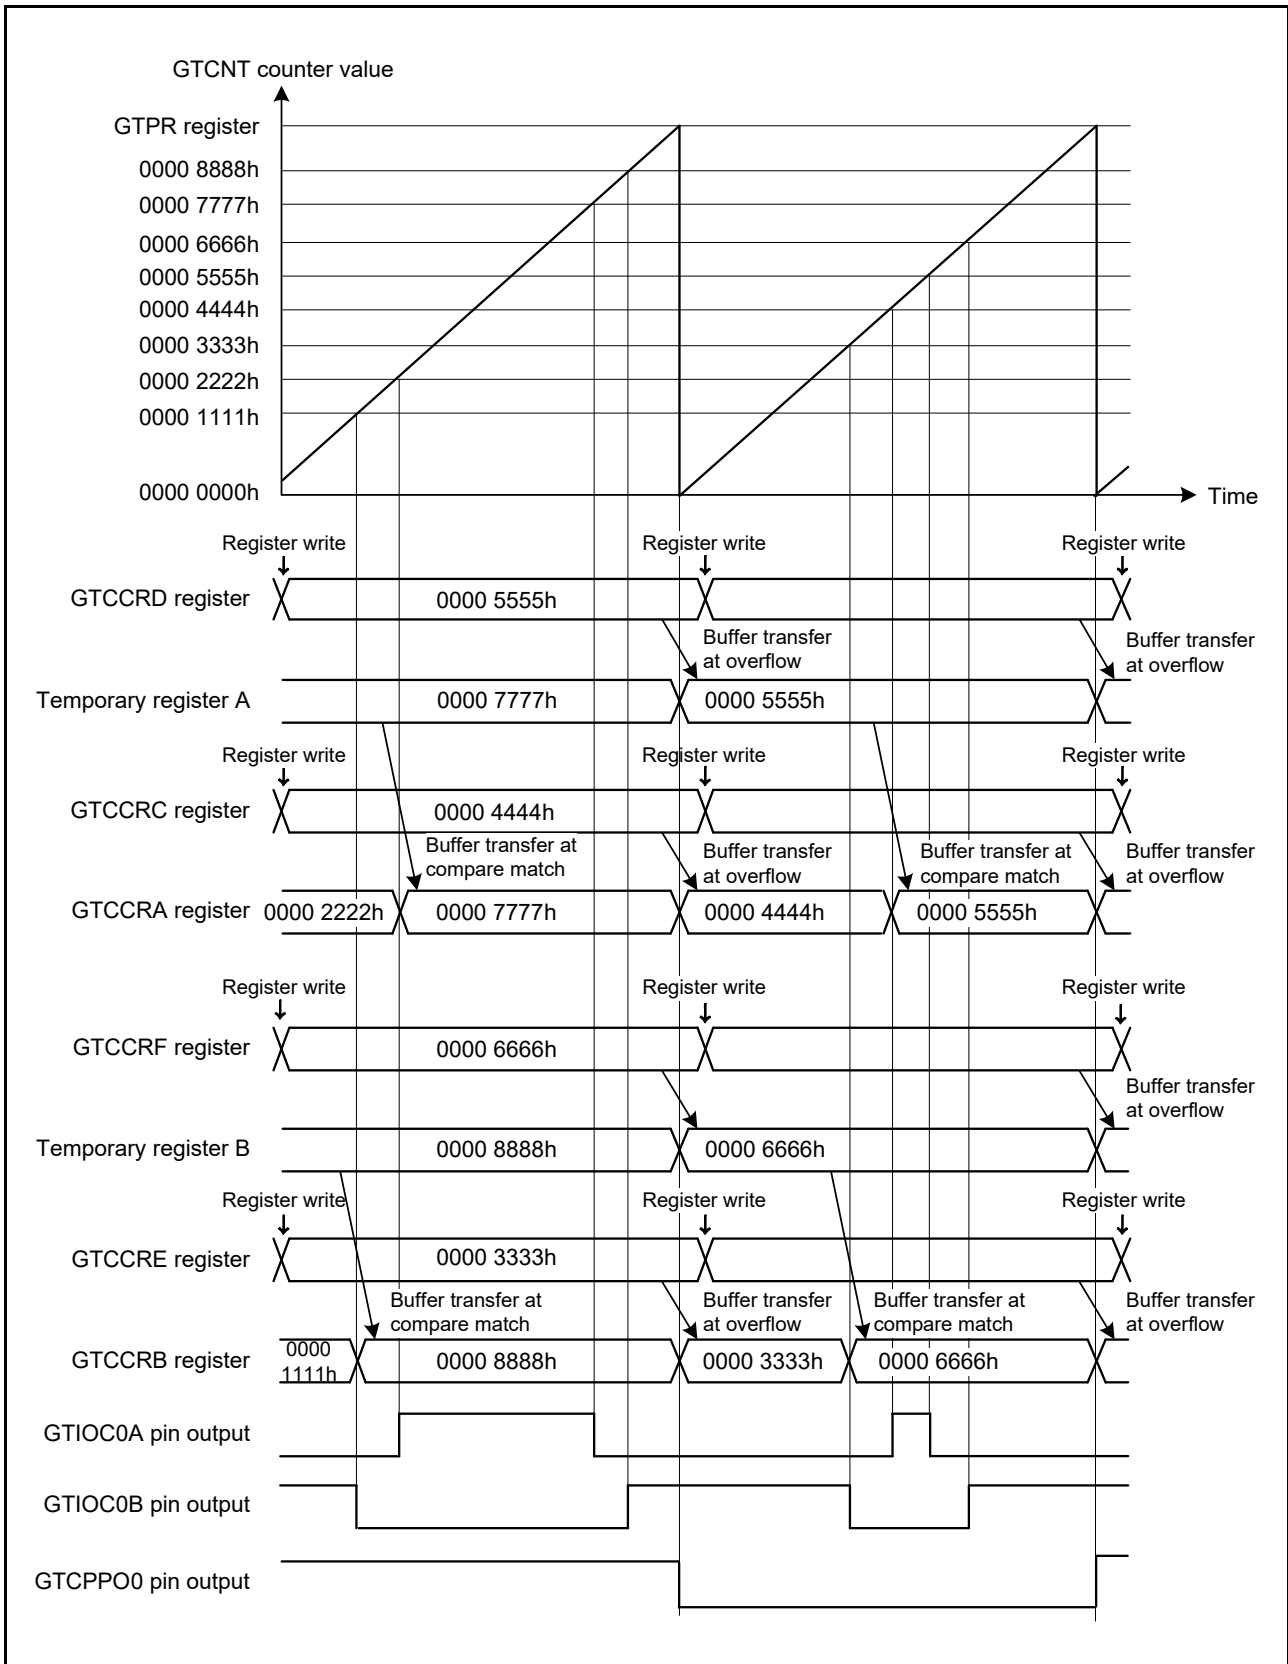 GTCNT counter value
GTPR register
0000 8888h
0000 7777h
0000 6666h
0000 5555h
0000 4444h
0000 3333h
0000 2222h
0000 1111h
0000 0000h
Time
Register write Register write Register write
GTCCRD register 0000 5555h
Buffer transfer
at overflow
Buffer transfer
at overflow
Temporary register A 0000 7777h 0000 5555h
Register write Register write Register write
GTCCRC register 0000 4444h
Buffer transfer at
compare match
Buffer transfer
at overflow
Buffer transfer at
compare match
Buffer transfer
at overflow
GTCCRA register 0000 2222h 0000 7777h 0000 4444h 0000 5555h
Register write Register write Register write
GTCCRF register 0000 6666h
Buffer transfer
at overflow
Temporary register B 0000 8888h 0000 6666h
Register write Register write Register write
GTCCRE register 0000 3333h
Buffer transfer at
compare match
Buffer transfer
at overflow
Buffer transfer at
compare match
Buffer transfer
at overflow
GTCCRB register 0000
1111h
0000 8888h 0000 3333h 0000 6666h
GTIOC0A pin output
GTIOC0B pin output
GTCPPO0 pin output